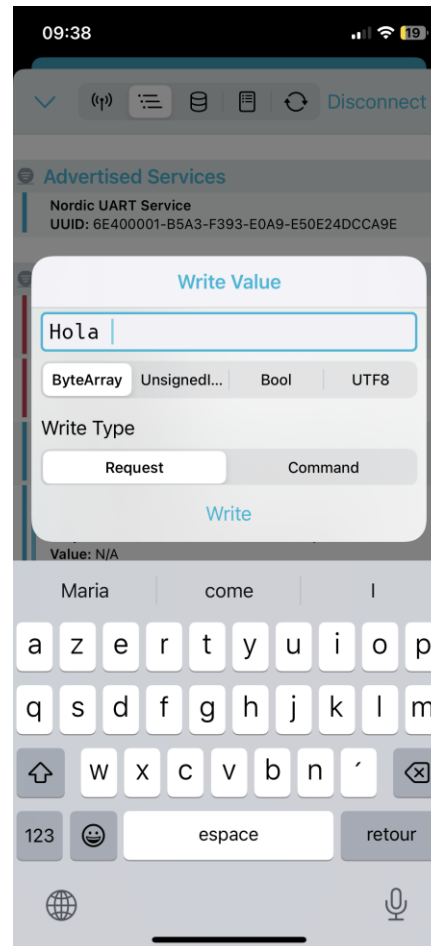 09:38
19
Disconnect
Advertised Services
Nordic UART Service
UUID: 6E400001-B5A3-F393-E0A9-E50E24DCCA9E
Write Value
Hola
ByteArray UnsignedI... Bool UTF8
Write Type
Request Command
Write
Value: N/A
Maria come I
a z e r t y u i o p
q s d f g h j k l m
w x c v b n ´
123 espace retour